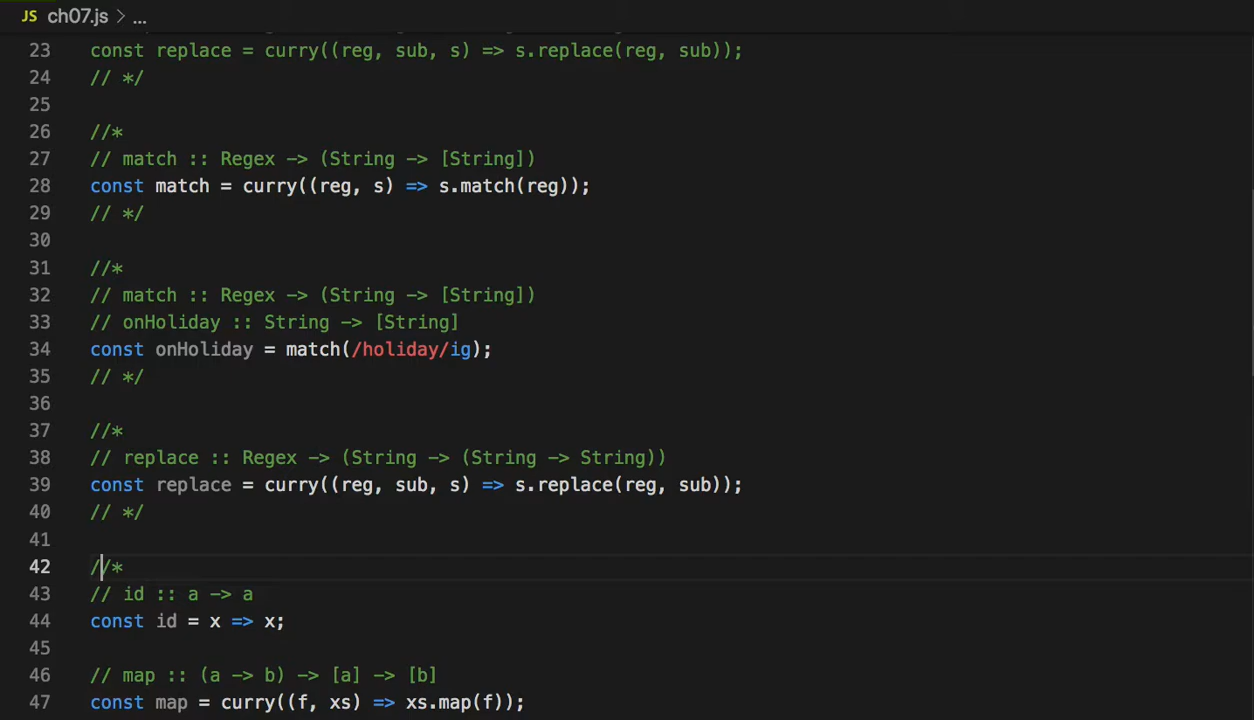 JS ch07.js > ...
23 const replace = curry((reg, sub, s) => s.replace(reg, sub));
24 // */
25
26 //*
27 // match :: Regex -> (String -> [String])
28 const match = curry((reg, s) => s.match(reg));
29 // */
30
31 //*
32 // match :: Regex -> (String -> [String])
33 // onHoliday :: String -> [String]
34 const onHoliday = match(/holiday/ig);
35 // */
36
37 //*
38 // replace :: Regex -> (String -> (String -> String))
39 const replace = curry((reg, sub, s) => s.replace(reg, sub));
40 // */
41
42 //*
43 // id :: a -> a
44 const id = x => x;
45
46 // map :: (a -> b) -> [a] -> [b]
47 const map = curry((f, xs) => xs.map(f));